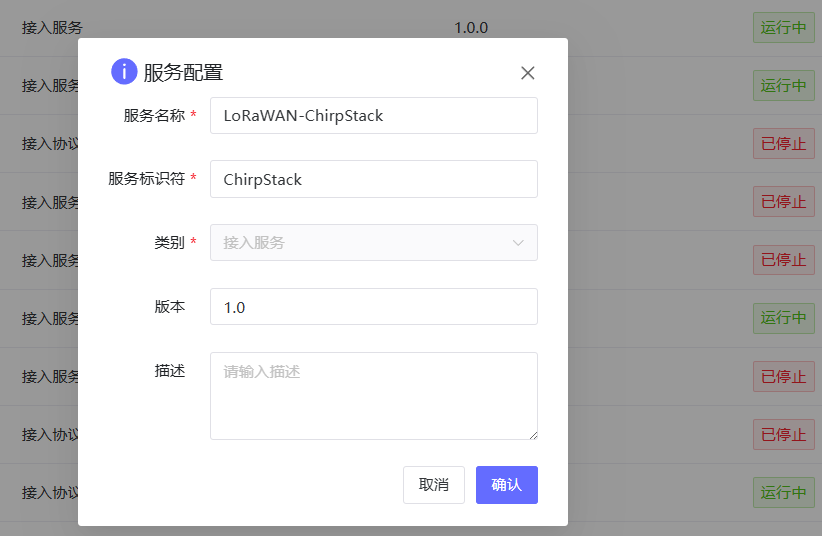 接入服务 1.0.0 运行中
服务配置
接入服务 运行中
服务名称 * LoRaWAN-ChirpStack
接入协议 已停止
服务标识符 * ChirpStack
接入服务 已停止
类别 * 接入服务
接入服务 已停止
版本 1.0
接入服务 运行中
描述 请输入描述
接入服务 已停止
接入协议 已停止
取消 确认
接入协议 运行中